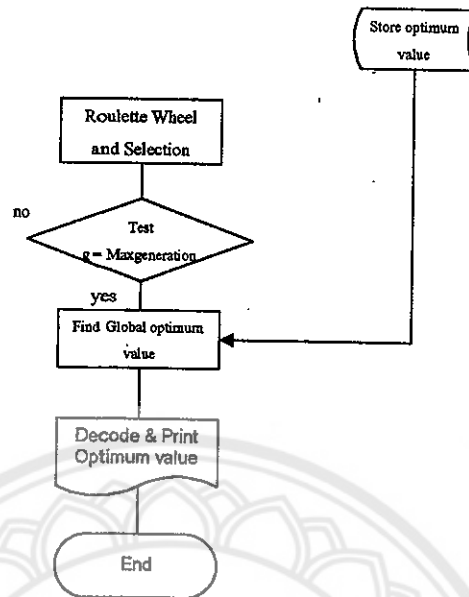 Store optimum
value
Roulette Wheel
and Selection
no
Test
g = Maxgeneration
yes
Find Global optimum
value
Decode & Print
Optimum value
End